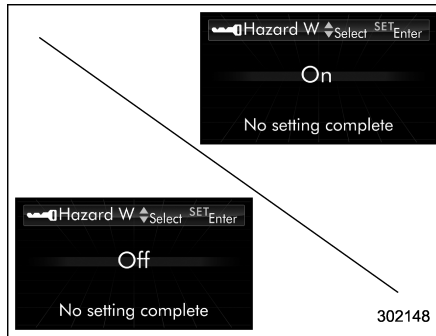 Hazard W Select SET Enter
On
No setting complete
Hazard W Select SET Enter
Off
No setting complete
302148